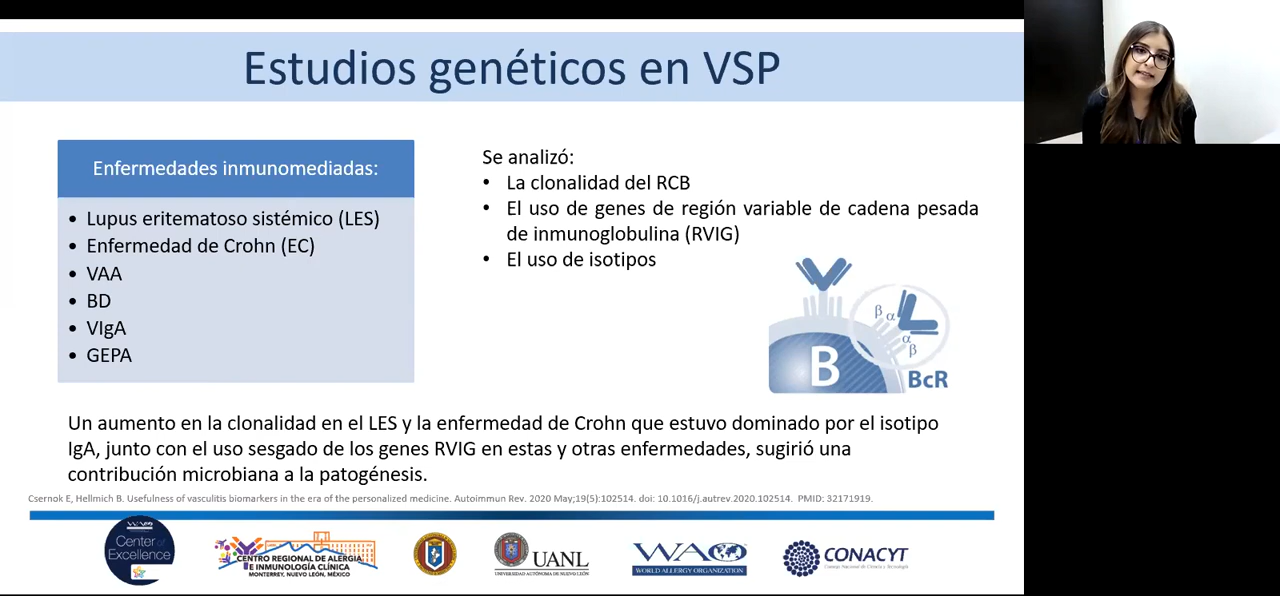 Estudios genéticos en VSP
Enfermedades inmunomediadas:
• Lupus eritematoso sistémico (LES)
• Enfermedad de Crohn (EC)
• VAA
• BD
• VIgA
• GEPA
Se analizó:
• La clonalidad del RCB
• El uso de genes de región variable de cadena pesada
de inmunoglobulina (RVIG)
• El uso de isotipos
β
α
α
β
B
BcR
Un aumento en la clonalidad en el LES y la enfermedad de Crohn que estuvo dominado por el isotipo
IgA, junto con el uso sesgado de los genes RVIG en estas y otras enfermedades, sugirió una
contribución microbiana a la patogénesis.
Csernok E, Hellmich B. Usefulness of vasculitis biomarkers in the era of the personalized medicine. Autoimmun Rev. 2020 May;19(5):102514. doi: 10.1016/j.autrev.2020.102514. PMID: 32171919.
WAO
Center of
Excellence
CENTRO REGIONAL DE ALERGIA
E INMUNOLOGÍA CLÍNICA
MONTERREY, NUEVO LEÓN, MÉXICO
UANL
UNIVERSIDAD AUTÓNOMA DE NUEVO LEÓN
WAO
WORLD ALLERGY ORGANIZATION
CONACYT
Consejo Nacional de Ciencia y Tecnología